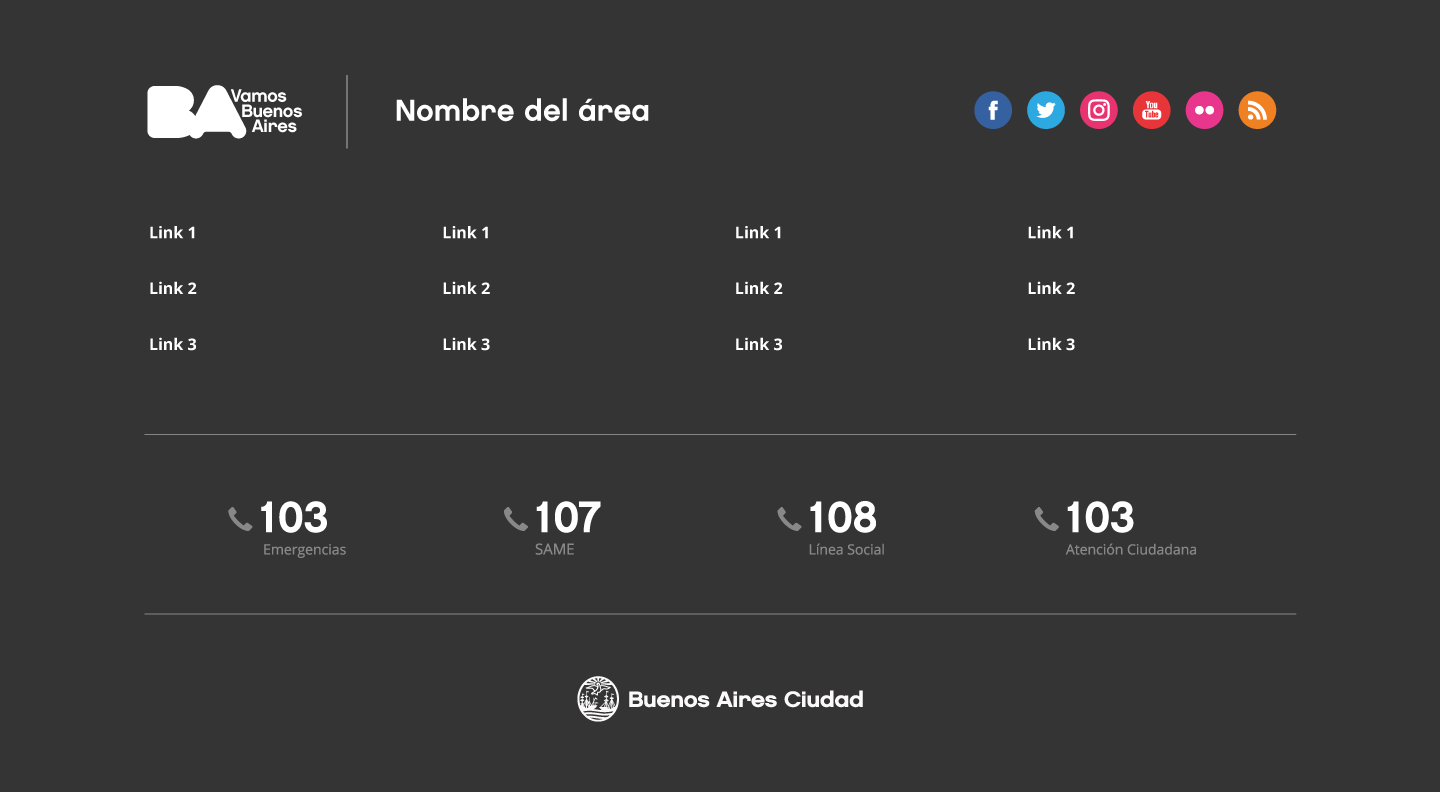 BA Vamos
Buenos
Aires
Nombre del área
f
You
Tube
Link 1
Link 1
Link 1
Link 1
Link 2
Link 2
Link 2
Link 2
Link 3
Link 3
Link 3
Link 3
103
Emergencias
107
SAME
108
Línea Social
103
Atención Ciudadana
Buenos Aires Ciudad